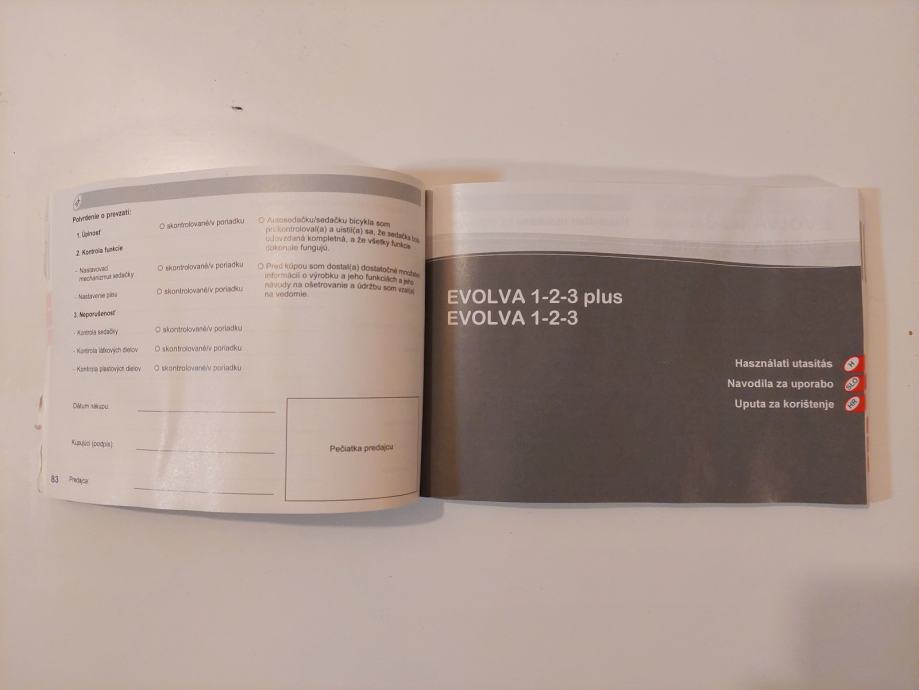 Potvrdenie o prevzatí:
1. Úplnosť
O skontrolované/v poriadku
2. Kontrola funkcie
- Nastavovací
mechanizmus sedačky
O skontrolované/v poriadku
- Nastavenie pásu
O skontrolované/v poriadku
3. Neporušenosť
- Kontrola sedačky
O skontrolované/v poriadku
- Kontrola látkových dielov
O skontrolované/v poriadku
- Kontrola plastových dielov
O skontrolované/v poriadku
O Autosedačku/sedačku bicykla som
prekontroloval(a) a uistil(a) sa, že sedačka bola
odovzdaná kompletná, a že všetky funkcie
dokonale fungujú.
O Pred kúpou som dostal(a) dostatočné množstvo
informácií o výrobku a jeho funkciách a jeho
návody na ošetrovanie a údržbu som vzal(a)
na vedomie.
Dátum nákupu:
Kupujúci (podpis):
Predajca:
Pečiatka predajcu
83
EVOLVA 1-2-3 plus
EVOLVA 1-2-3
Használati utasítás H
Navodila za uporabo SLO
Uputa za korištenje HR